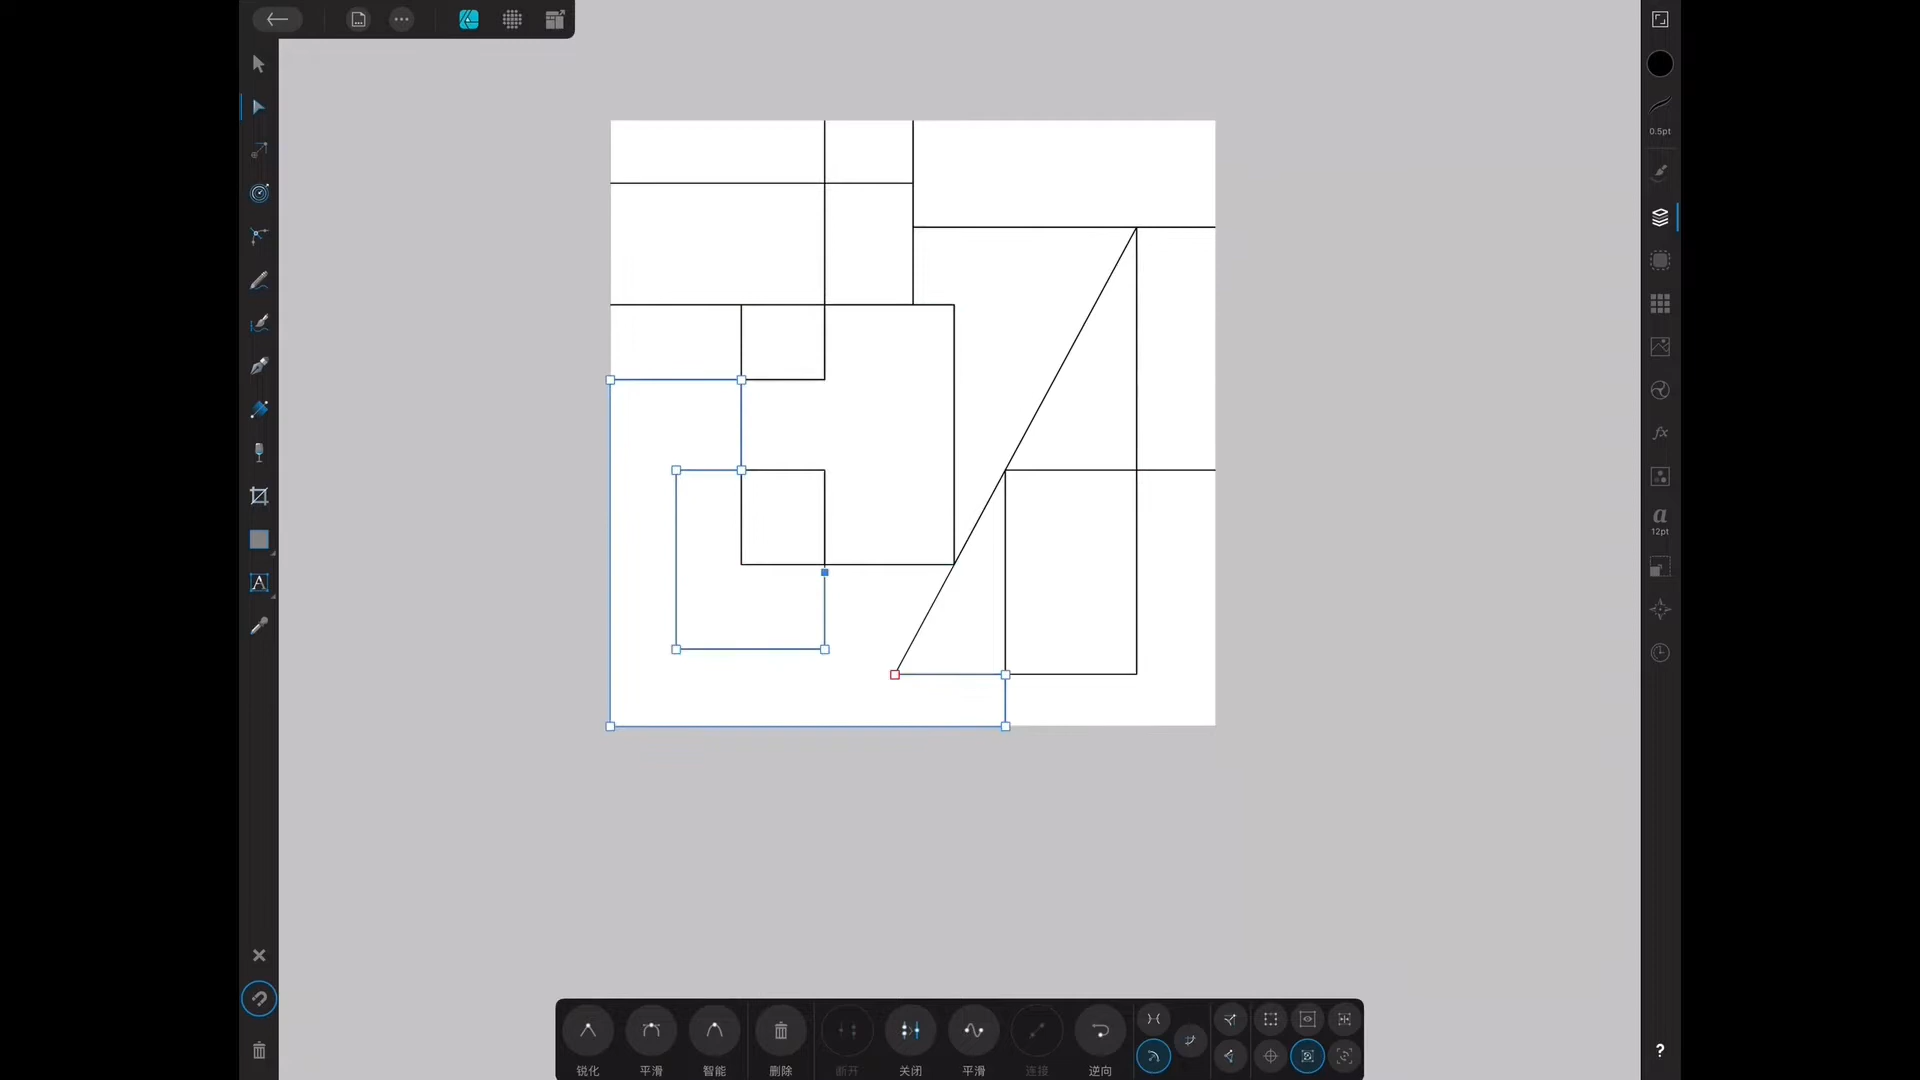 0.5pt
fx
a
12pt
A
?
锐化 平滑 智能 删除 断开 关闭 平滑 连接 逆向